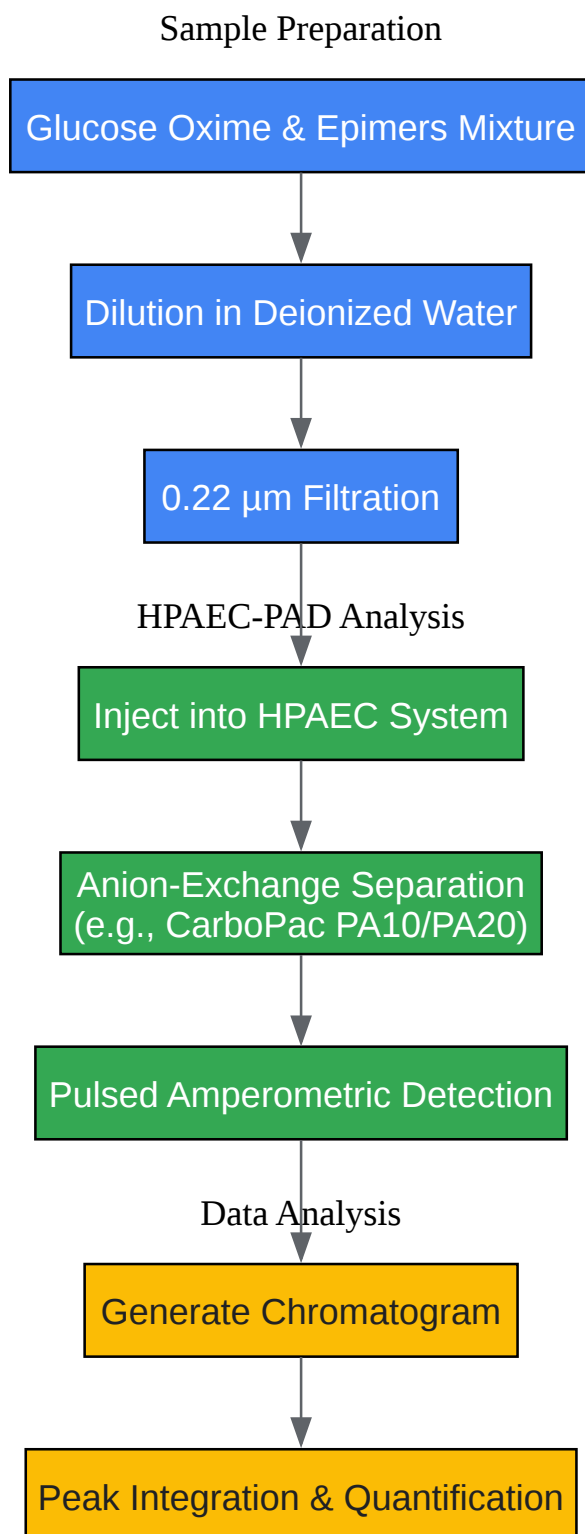 Sample Preparation
Glucose Oxime & Epimers Mixture
Dilution in Deionized Water
0.22 µm Filtration
HPAEC-PAD Analysis
Inject into HPAEC System
Anion-Exchange Separation
(e.g., CarboPac PA10/PA20)
Pulsed Amperometric Detection
Data Analysis
Generate Chromatogram
Peak Integration & Quantification